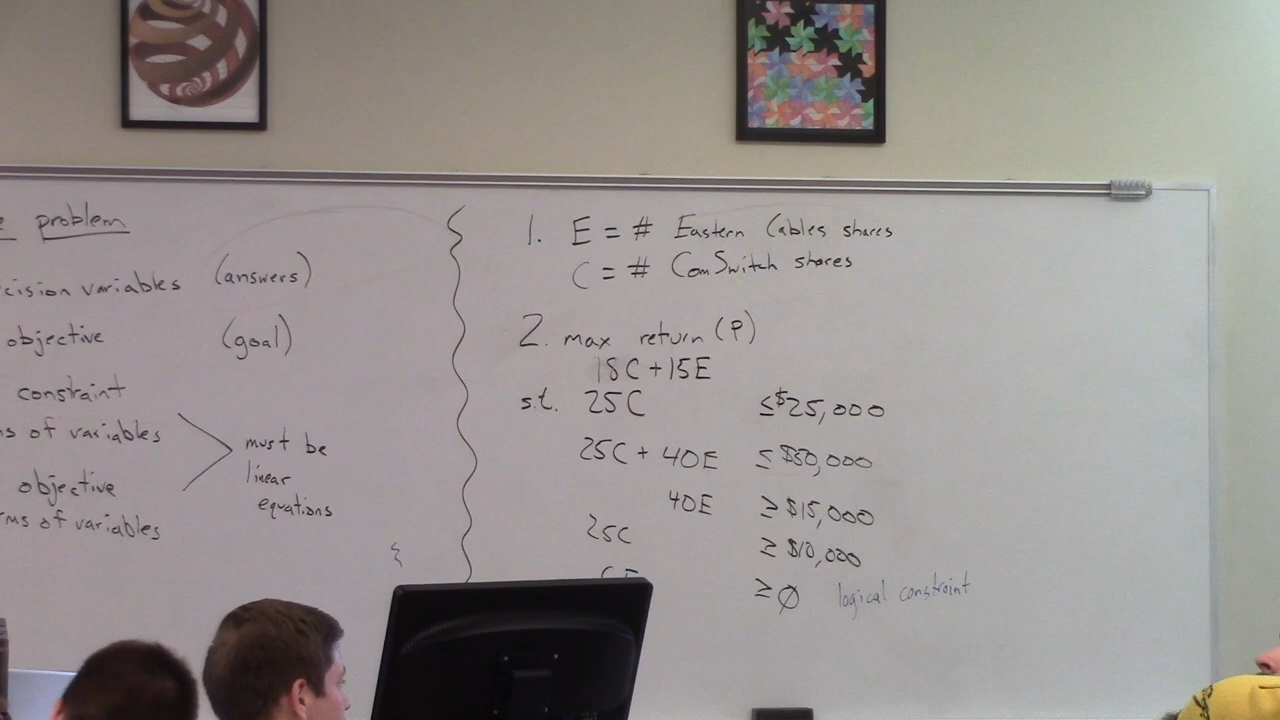 problem
cision variables (answers)
objective (goal)
constraint
s of variables
must be
linear
equations
objective
ms of variables
1. E = # Eastern Cables shares
C = # ComSwitch shares
2. max return (P)
18C + 15E
s.t. 25C ≤ $25,000
25C + 40E ≤ $50,000
40E ≥ $15,000
25C ≥ $10,000
≥ ∅ logical constraint